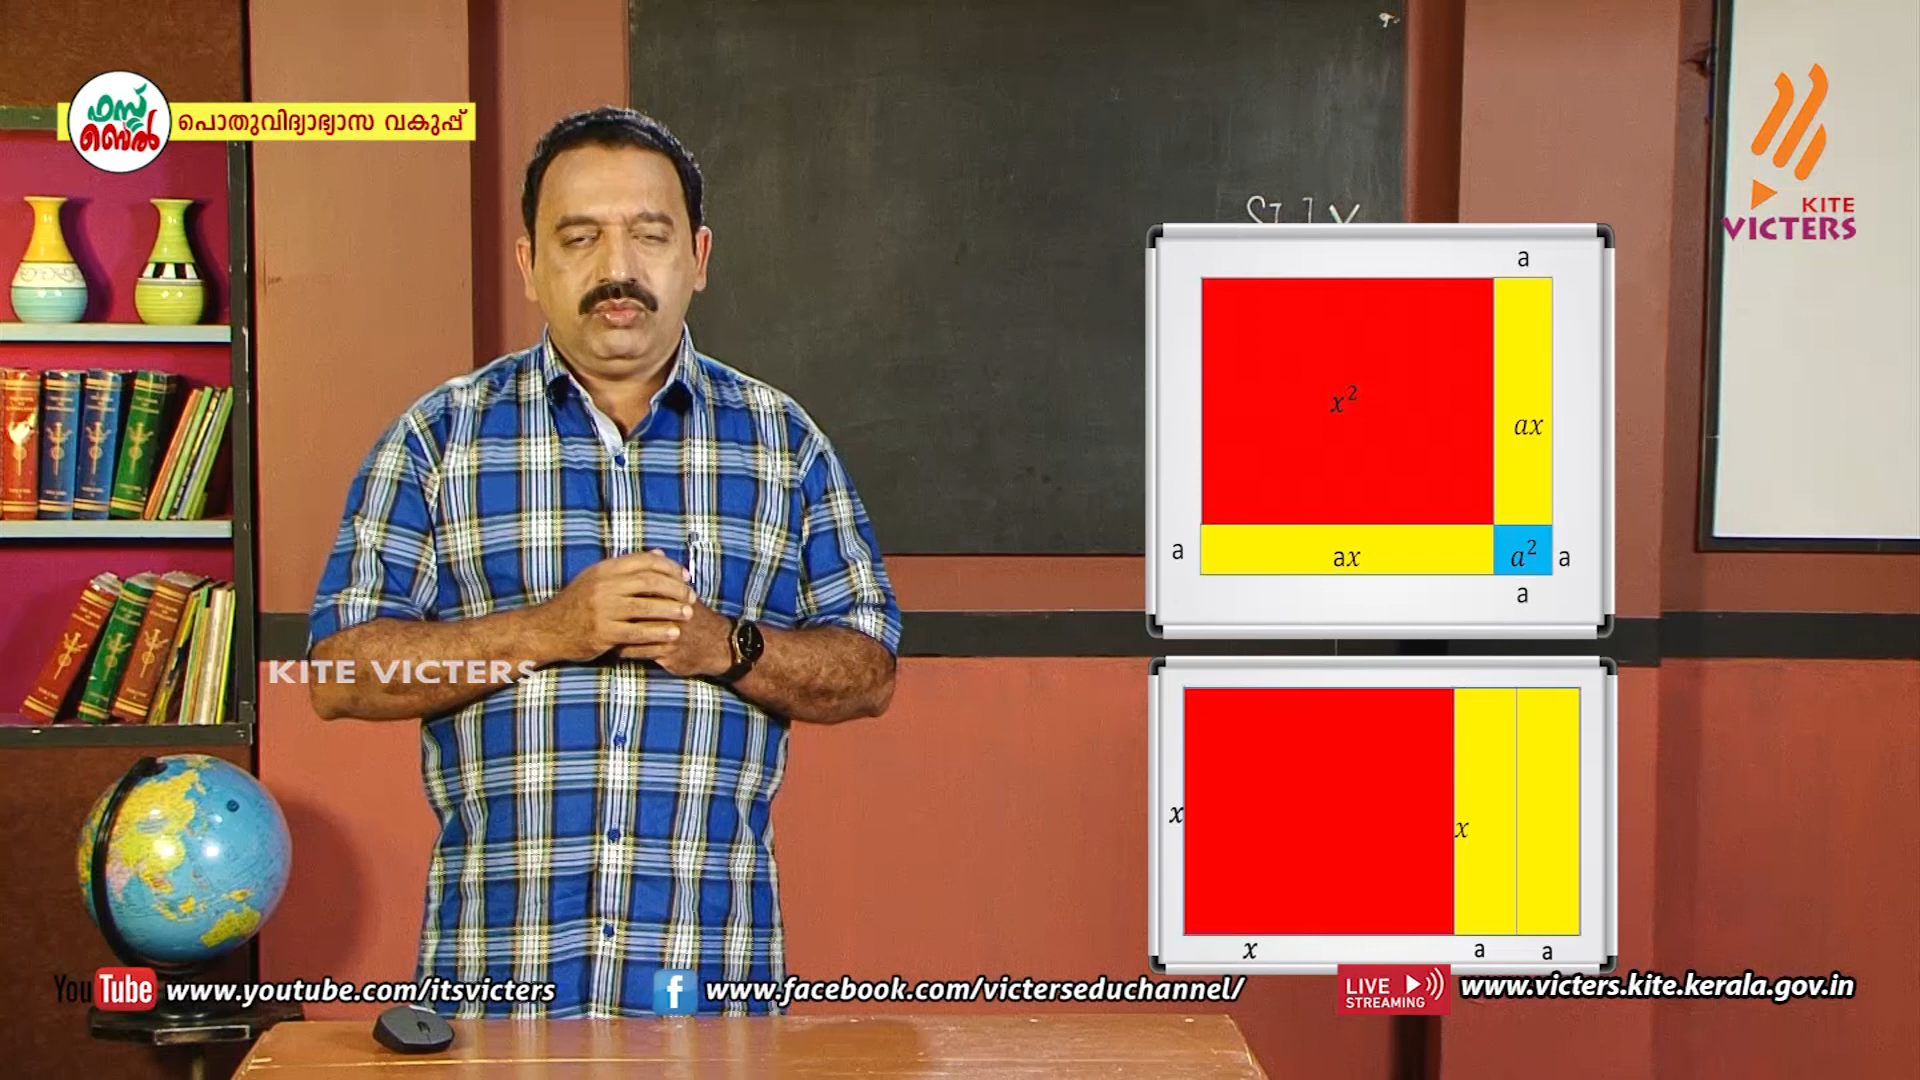 ഫസ്റ്റ്
ബെൽ
പൊതുവിദ്യാഭ്യാസ വകുപ്പ്
KITE
VICTERS
a
x²
ax
a
ax
a²
a
a
KITE VICTERS
x
x
x
a
a
YouTube www.youtube.com/itsvicters
f www.facebook.com/victerseduchannel/
LIVE
STREAMING
www.victers.kite.kerala.gov.in